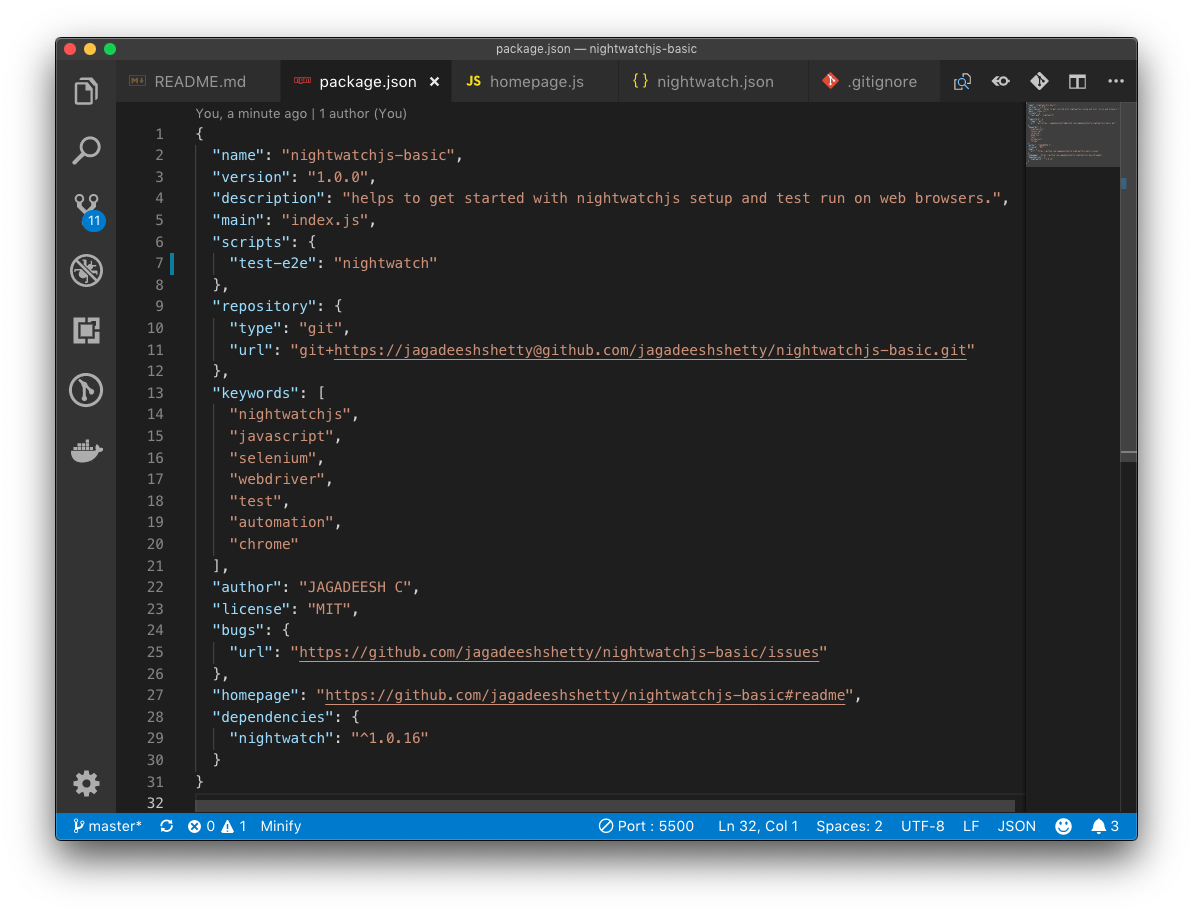 package.json — nightwatchjs-basic
README.md package.json × JS homepage.js { } nightwatch.json .gitignore ...
You, a minute ago | 1 author (You)
1 {
2   "name": "nightwatchjs-basic",
3   "version": "1.0.0",
4   "description": "helps to get started with nightwatchjs setup and test run on web browsers.",
5   "main": "index.js",
6   "scripts": {
7     "test-e2e": "nightwatch"
8   },
9   "repository": {
10     "type": "git",
11     "url": "git+https://jagadeeshshetty@github.com/jagadeeshshetty/nightwatchjs-basic.git"
12   },
13   "keywords": [
14     "nightwatchjs",
15     "javascript",
16     "selenium",
17     "webdriver",
18     "test",
19     "automation",
20     "chrome"
21   ],
22   "author": "JAGADEESH C",
23   "license": "MIT",
24   "bugs": {
25     "url": "https://github.com/jagadeeshshetty/nightwatchjs-basic/issues"
26   },
27   "homepage": "https://github.com/jagadeeshshetty/nightwatchjs-basic#readme",
28   "dependencies": {
29     "nightwatch": "^1.0.16"
30   }
31 }
32
11
master* 0 1 Minify Port : 5500 Ln 32, Col 1 Spaces: 2 UTF-8 LF JSON 3